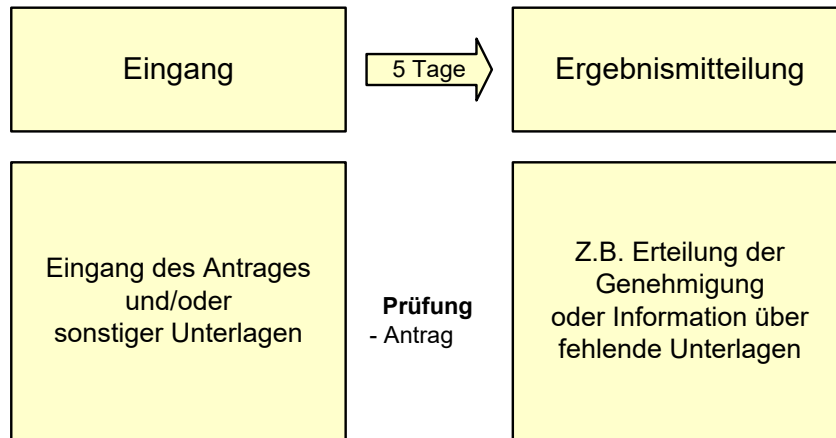 Eingang
5 Tage
Ergebnismitteilung
Eingang des Antrages
und/oder
sonstiger Unterlagen
Prüfung
- Antrag
Z.B. Erteilung der
Genehmigung
oder Information über
fehlende Unterlagen